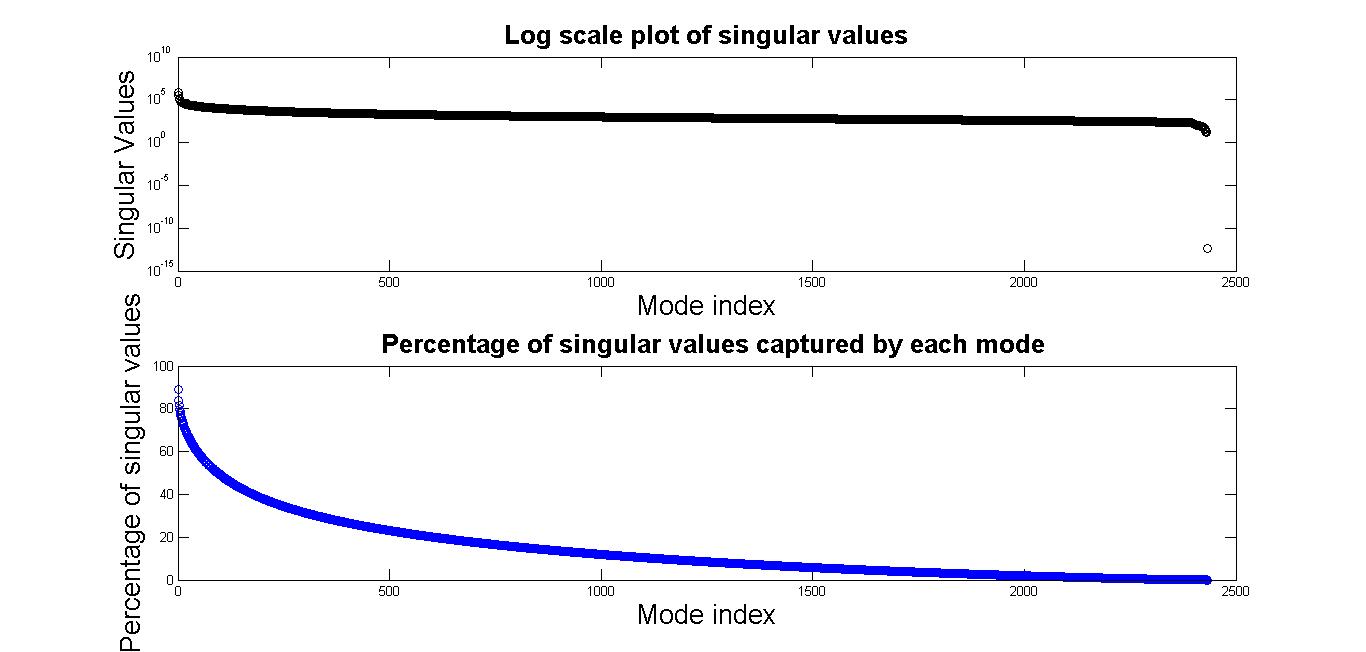 Log scale plot of singular values
Singular Values
10^10
10^5
10^0
10^-5
10^-10
10^-15
0 500 1000 1500 2000 2500
Mode index
Percentage of singular values captured by each mode
Percentage of singular values
100
80
60
40
20
0
0 500 1000 1500 2000 2500
Mode index